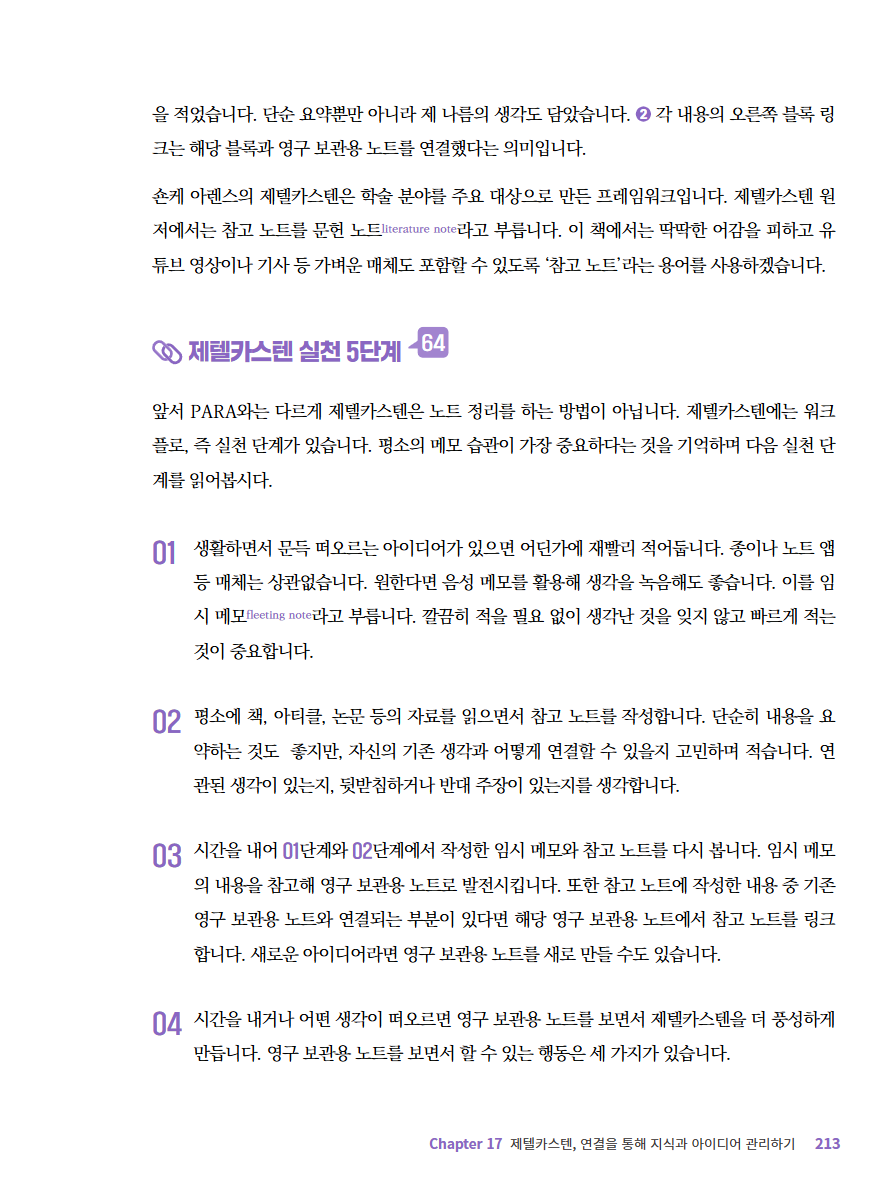 을 적었습니다. 단순 요약뿐만 아니라 제 나름의 생각도 담았습니다. ❷ 각 내용의 오른쪽 블록 링
크는 해당 블록과 영구 보관용 노트를 연결했다는 의미입니다.
숀케 아렌스의 제텔카스텐은 학술 분야를 주요 대상으로 만든 프레임워크입니다. 제텔카스텐 원
저에서는 참고 노트를 문헌 노트literature note라고 부릅니다. 이 책에서는 딱딱한 어감을 피하고 유
튜브 영상이나 기사 등 가벼운 매체도 포함할 수 있도록 ‘참고 노트’라는 용어를 사용하겠습니다.
제텔카스텐 실천 5단계 64
앞서 PARA와는 다르게 제텔카스텐은 노트 정리를 하는 방법이 아닙니다. 제텔카스텐에는 워크
플로, 즉 실천 단계가 있습니다. 평소의 메모 습관이 가장 중요하다는 것을 기억하며 다음 실천 단
계를 읽어봅시다.
01 생활하면서 문득 떠오르는 아이디어가 있으면 어딘가에 재빨리 적어둡니다. 종이나 노트 앱
등 매체는 상관없습니다. 원한다면 음성 메모를 활용해 생각을 녹음해도 좋습니다. 이를 임
시 메모fleeting note라고 부릅니다. 깔끔히 적을 필요 없이 생각난 것을 잊지 않고 빠르게 적는
것이 중요합니다.
02 평소에 책, 아티클, 논문 등의 자료를 읽으면서 참고 노트를 작성합니다. 단순히 내용을 요
약하는 것도 좋지만, 자신의 기존 생각과 어떻게 연결할 수 있을지 고민하며 적습니다. 연
관된 생각이 있는지, 뒷받침하거나 반대 주장이 있는지를 생각합니다.
03 시간을 내어 01단계와 02단계에서 작성한 임시 메모와 참고 노트를 다시 봅니다. 임시 메모
의 내용을 참고해 영구 보관용 노트로 발전시킵니다. 또한 참고 노트에 작성한 내용 중 기존
영구 보관용 노트와 연결되는 부분이 있다면 해당 영구 보관용 노트에서 참고 노트를 링크
합니다. 새로운 아이디어라면 영구 보관용 노트를 새로 만들 수도 있습니다.
04 시간을 내거나 어떤 생각이 떠오르면 영구 보관용 노트를 보면서 제텔카스텐을 더 풍성하게
만듭니다. 영구 보관용 노트를 보면서 할 수 있는 행동은 세 가지가 있습니다.
Chapter 17 제텔카스텐, 연결을 통해 지식과 아이디어 관리하기 213